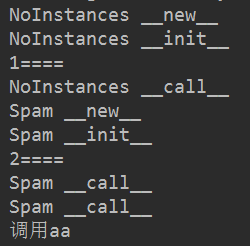 NoInstances __new__
NoInstances __init__
1====
NoInstances __call__
Spam __new__
Spam __init__
2====
Spam __call__
Spam __call__
调用aa